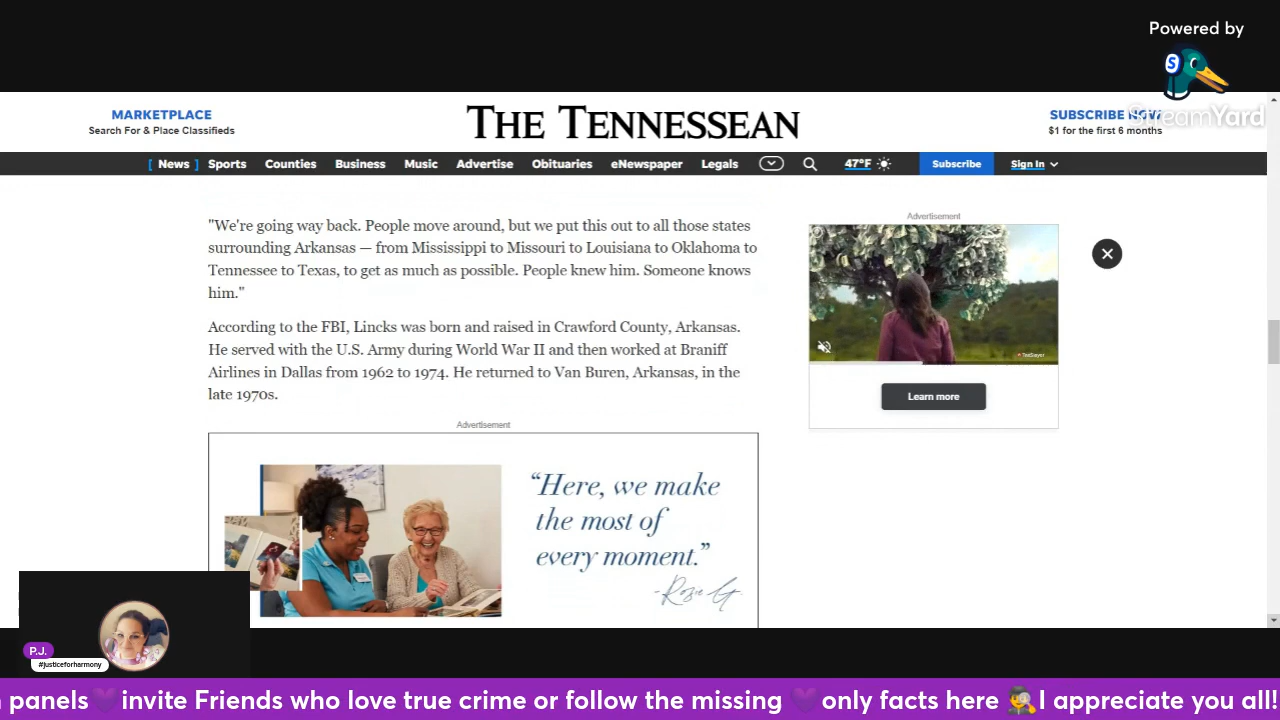 Powered by
StreamYard
MARKETPLACE
Search For & Place Classifieds
THE TENNESSEAN
SUBSCRIBE NOW
$1 for the first 6 months
[ News ] Sports Counties Business Music Advertise Obituaries eNewspaper Legals 47°F Subscribe Sign In
"We're going way back. People move around, but we put this out to all those states
surrounding Arkansas — from Mississippi to Missouri to Louisiana to Oklahoma to
Tennessee to Texas, to get as much as possible. People knew him. Someone knows
him."
According to the FBI, Lincks was born and raised in Crawford County, Arkansas.
He served with the U.S. Army during World War II and then worked at Braniff
Airlines in Dallas from 1962 to 1974. He returned to Van Buren, Arkansas, in the
late 1970s.
Advertisement
Learn more
Advertisement
"Here, we make
the most of
every moment."
-Rosie G.
P.J.
#justiceforharmony
panels 💜invite Friends who love true crime or follow the missing 💜only facts here 🕵️I appreciate you all!